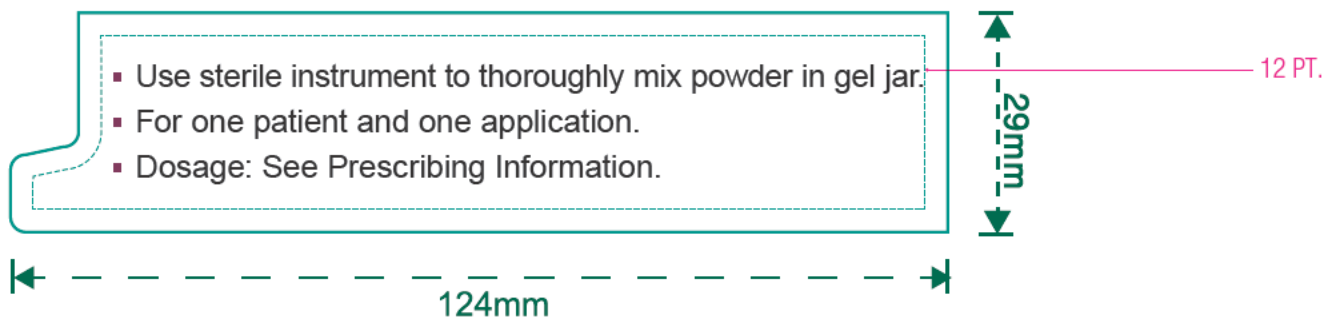 ▪ Use sterile instrument to thoroughly mix powder in gel jar.
▪ For one patient and one application.
▪ Dosage: See Prescribing Information.
12 PT.
29mm
124mm